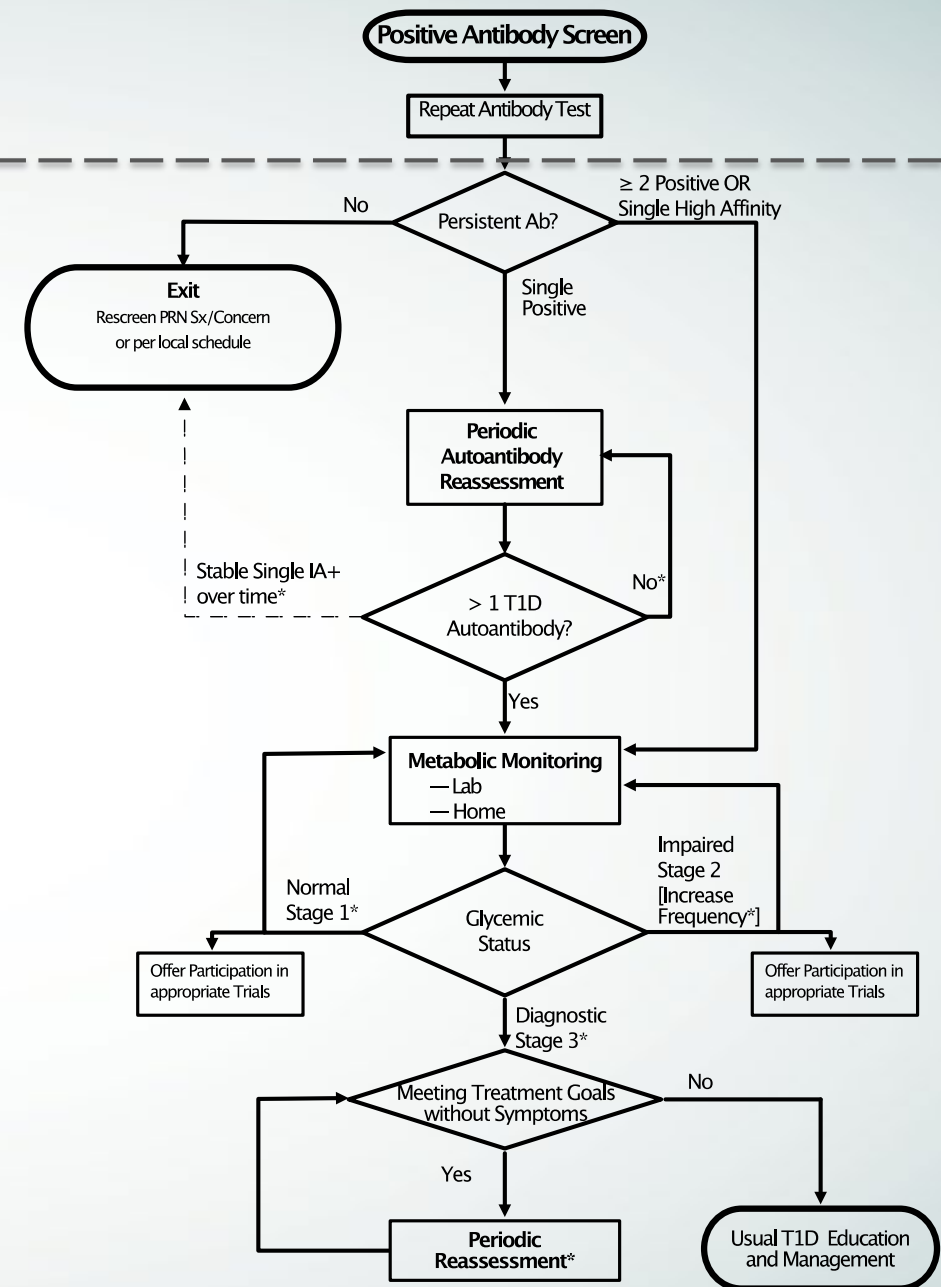 Positive Antibody Screen
Repeat Antibody Test
No
Persistent Ab?
≥ 2 Positive OR
Single High Affinity
Exit
Rescreen PRN Sx/Concern
or per local schedule
Single
Positive
Periodic
Autoantibody
Reassessment
Stable Single IA+
over time*
> 1 T1D
Autoantibody?
No*
Yes
Metabolic Monitoring
— Lab
— Home
Normal
Stage 1*
Glycemic
Status
Impaired
Stage 2
[Increase
Frequency*]
Offer Participation in
appropriate Trials
Offer Participation in
appropriate Trials
Diagnostic
Stage 3*
Meeting Treatment Goals
without Symptoms
No
Yes
Periodic
Reassessment*
Usual T1D Education
and Management